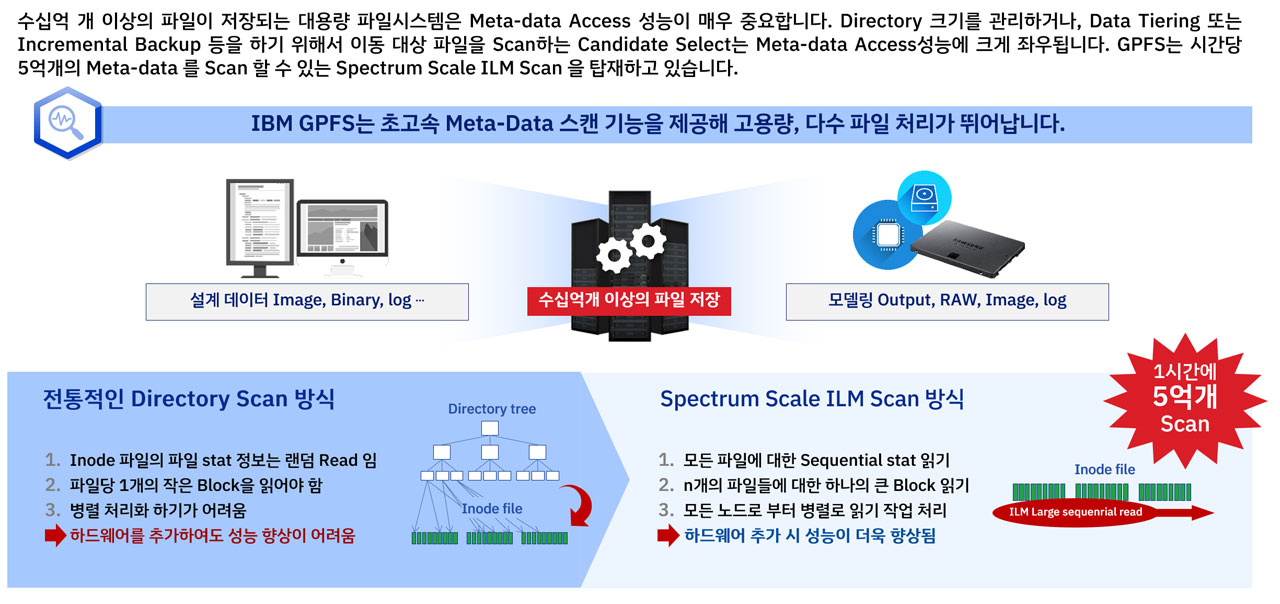 수십억 개 이상의 파일이 저장되는 대용량 파일시스템은 Meta-data Access 성능이 매우 중요합니다. Directory 크기를 관리하거나, Data Tiering 또는
Incremental Backup 등을 하기 위해서 이동 대상 파일을 Scan하는 Candidate Select는 Meta-data Access성능에 크게 좌우됩니다. GPFS는 시간당
5억개의 Meta-data 를 Scan 할 수 있는 Spectrum Scale ILM Scan 을 탑재하고 있습니다.
IBM GPFS는 초고속 Meta-Data 스캔 기능을 제공해 고용량, 다수 파일 처리가 뛰어납니다.
SAMSUNG
설계 데이터 Image, Binary, log ···
수십억개 이상의 파일 저장
모델링 Output, RAW, Image, log
전통적인 Directory Scan 방식
Directory tree
1. Inode 파일의 파일 stat 정보는 랜덤 Read 임
2. 파일당 1개의 작은 Block을 읽어야 함
3. 병렬 처리화 하기가 어려움
하드웨어를 추가하여도 성능 향상이 어려움
Inode file
Spectrum Scale ILM Scan 방식
1시간에
5억개
Scan
1. 모든 파일에 대한 Sequential stat 읽기
2. n개의 파일들에 대한 하나의 큰 Block 읽기
3. 모든 노드로 부터 병렬로 읽기 작업 처리
하드웨어 추가 시 성능이 더욱 향상됨
Inode file
ILM Large sequenrial read